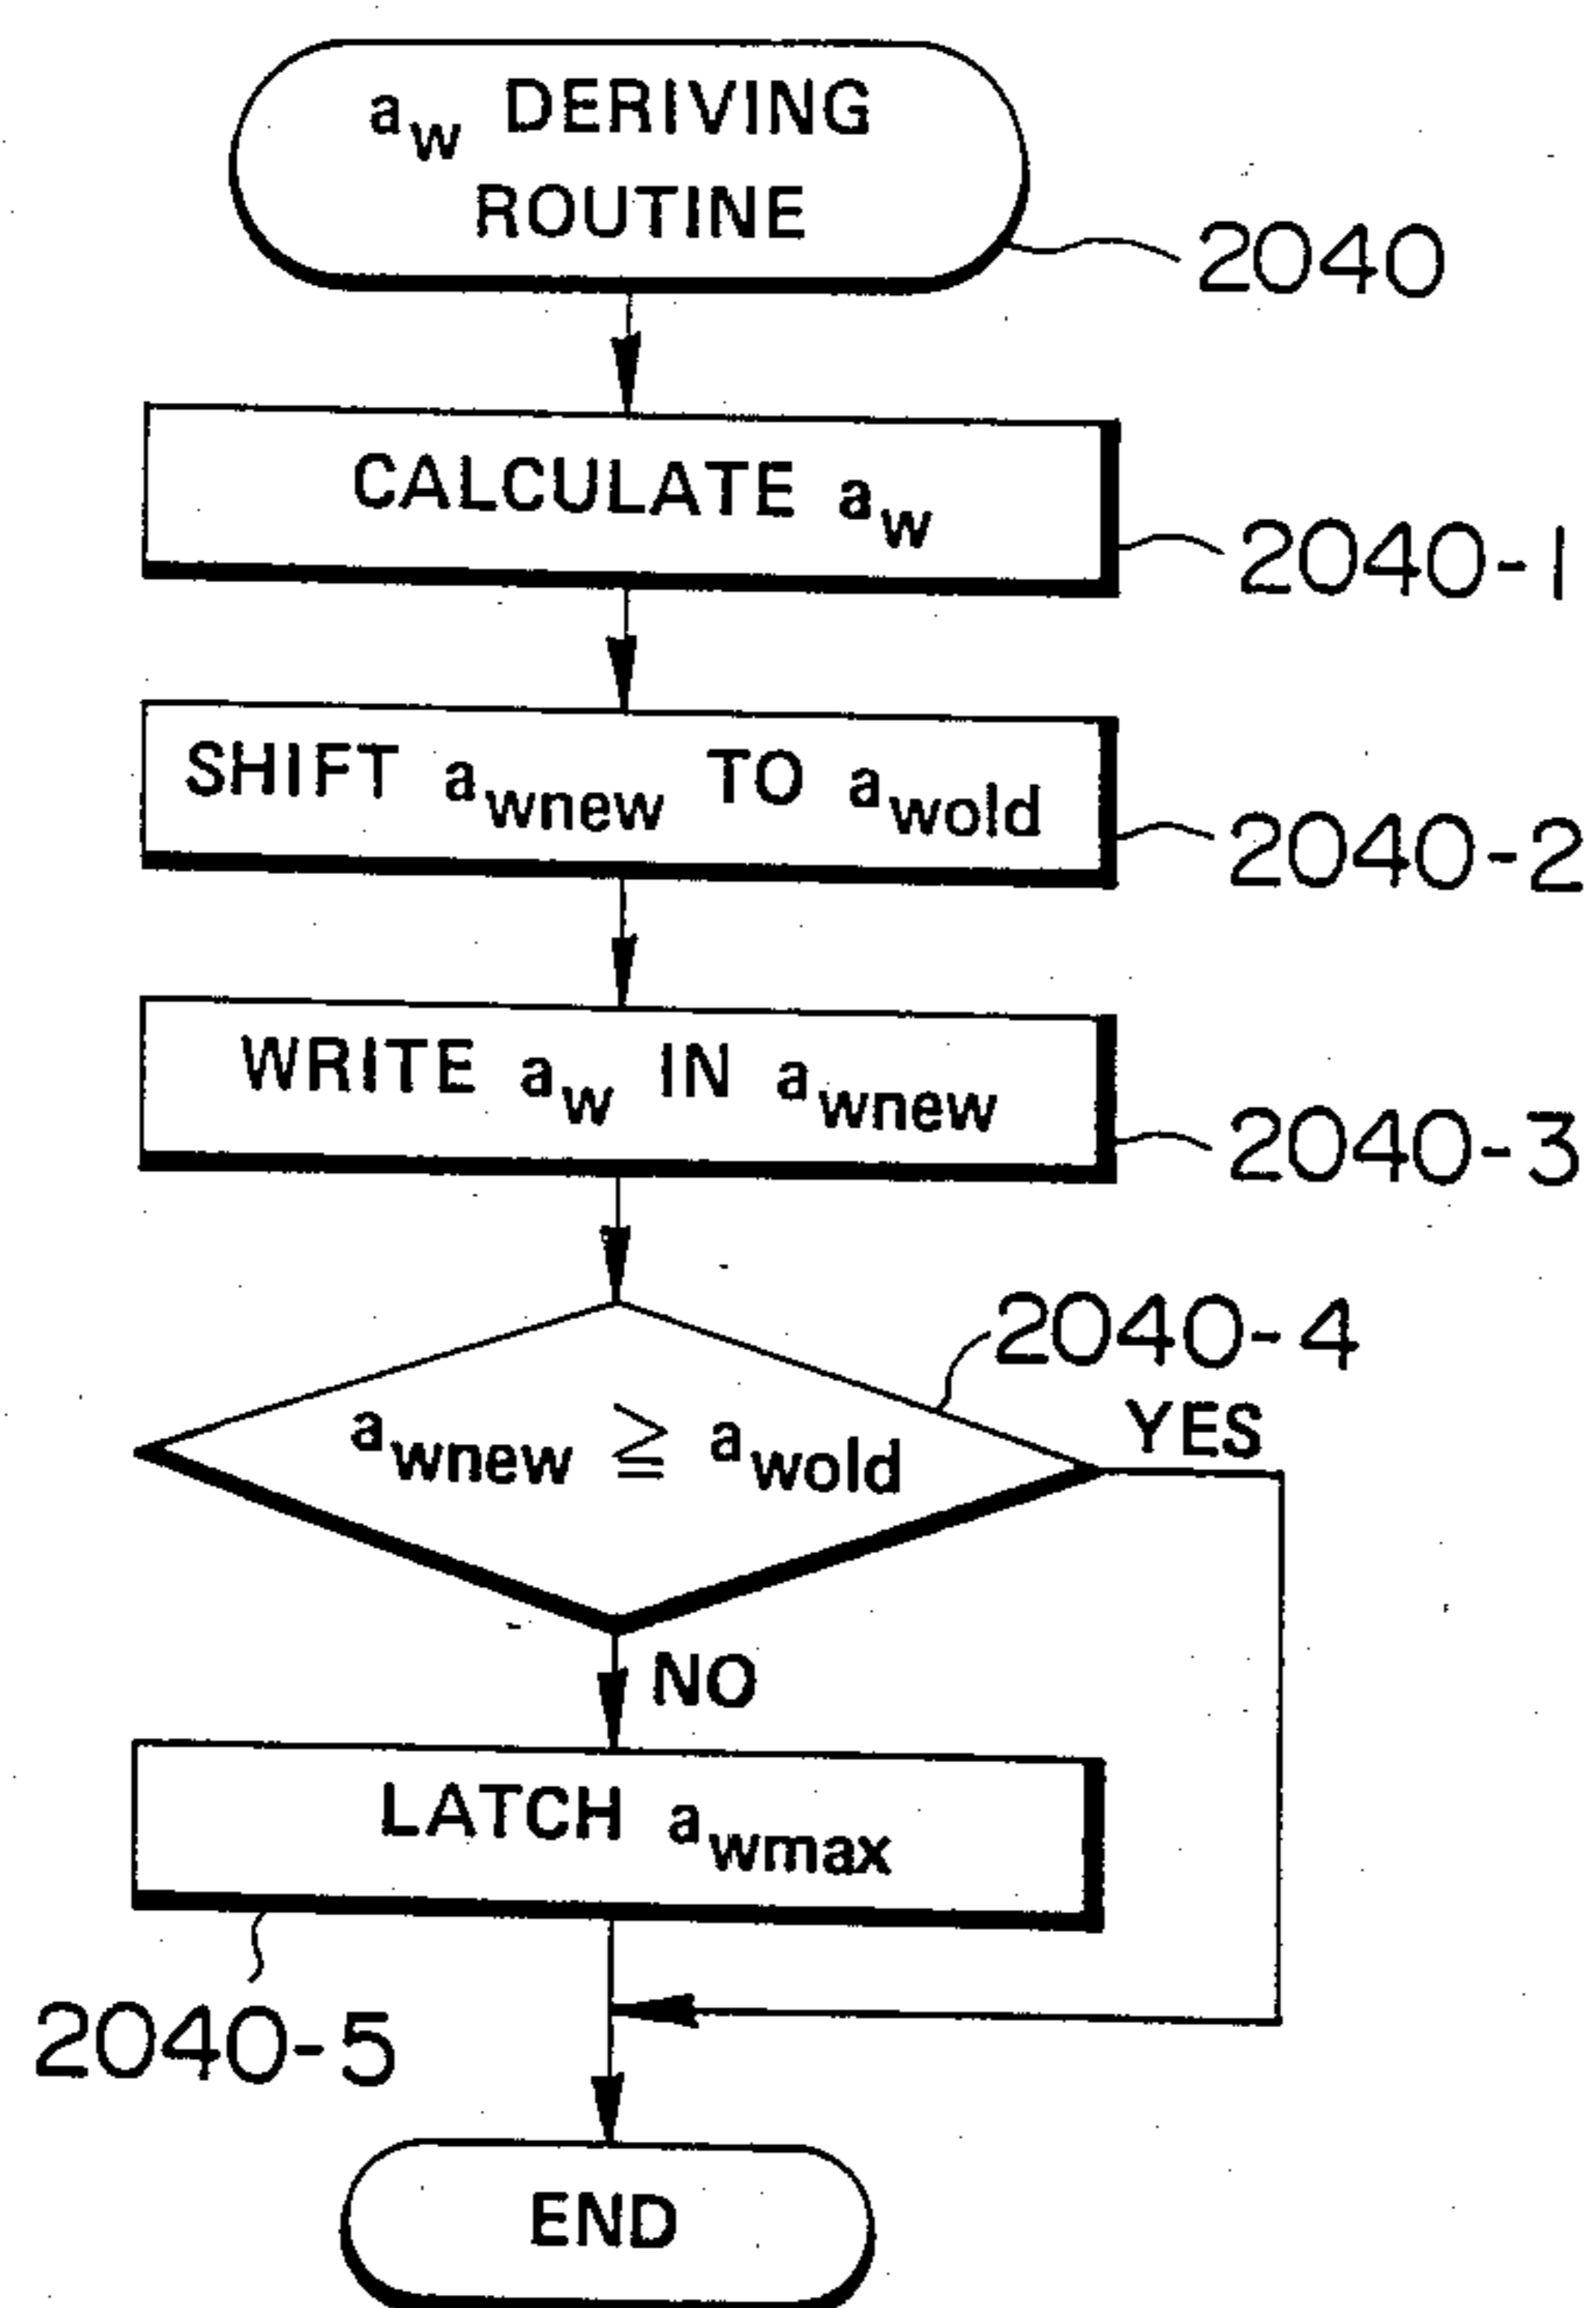 a_w DERIVING
ROUTINE
2040
CALCULATE a_w
2040-1
SHIFT a_wnew TO a_wold
2040-2
WRITE a_w IN a_wnew
2040-3
2040-4
a_wnew ≧ a_wold
YES
NO
LATCH a_wmax
2040-5
END